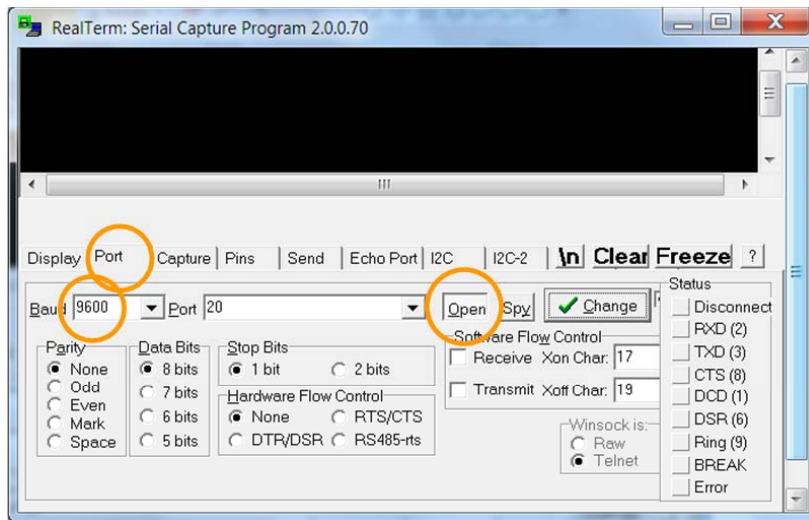 RealTerm: Serial Capture Program 2.0.0.70
Display Port Capture Pins Send Echo Port I2C I2C-2 \n Clear Freeze ?
Status
Baud 9600 Port 20 Open Spy Change
Disconnect
RXD (2)
TXD (3)
CTS (8)
DCD (1)
DSR (6)
Ring (9)
BREAK
Error
Parity
None
Odd
Even
Mark
Space
Data Bits
8 bits
7 bits
6 bits
5 bits
Stop Bits
1 bit 2 bits
Hardware Flow Control
None RTS/CTS
DTR/DSR RS485-rts
Software Flow Control
Receive Xon Char: 17
Transmit Xoff Char: 19
Winsock is:
Raw
Telnet